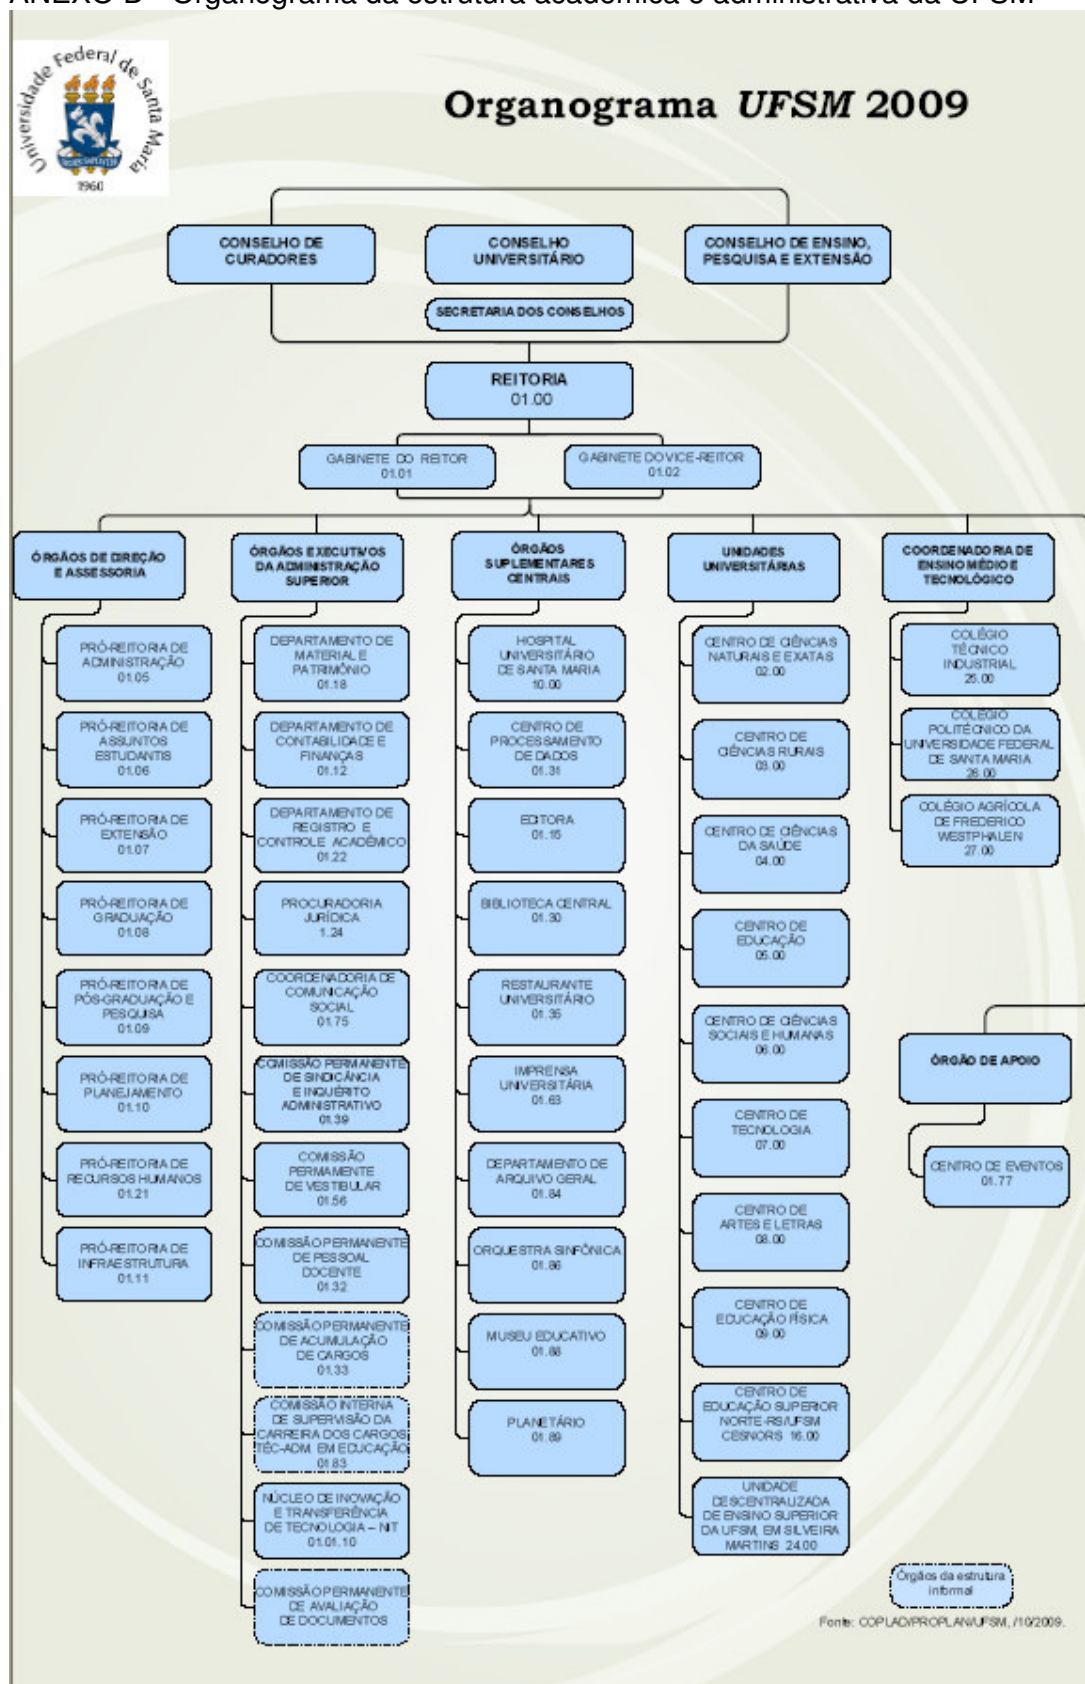 ANEXO B - Organograma da estrutura acadêmica e administrativa da UFSM
Universidade Federal de Santa Maria
1960
Organograma UFSM 2009
CONSELHO DE
CURADORES
CONSELHO
UNIVERSITÁRIO
CONSELHO DE ENSINO,
PESQUISA E EXTENSÃO
SECRETARIA DOS CONSELHOS
REITORIA
01.00
GABINETE DO REITOR
01.01
GABINETE DO VICE-REITOR
01.02
ÓRGÃOS DE DIREÇÃO
E ASSESSORIA
PRÓ-REITORIA DE
ADMINISTRAÇÃO
01.05
PRÓ-REITORIA DE
ASSUNTOS
ESTUDANTIS
01.06
PRÓ-REITORIA DE
EXTENSÃO
01.07
PRÓ-REITORIA DE
GRADUAÇÃO
01.08
PRÓ-REITORIA DE
PÓS-GRADUAÇÃO E
PESQUISA
01.09
PRÓ-REITORIA DE
PLANEJAMENTO
01.10
PRÓ-REITORIA DE
RECURSOS HUMANOS
01.21
PRÓ-REITORIA DE
INFRAESTRUTURA
01.11
ÓRGÃOS EXECUTIVOS
DA ADMINISTRAÇÃO
SUPERIOR
DEPARTAMENTO DE
MATERIAL E
PATRIMÔNIO
01.18
DEPARTAMENTO DE
CONTABILIDADE E
FINANÇAS
01.12
DEPARTAMENTO DE
REGISTRO E
CONTROLE ACADÊMICO
01.22
PROCURADORIA
JURÍDICA
1.24
COORDENADORIA DE
COMUNICAÇÃO
SOCIAL
01.75
COMISSÃO PERMANENTE
DE SINDICÂNCIA
E INQUÉRITO
ADMINISTRATIVO
01.39
COMISSÃO
PERMAMENTE
DE VESTIBULAR
01.56
COMISSÃO PERMANENTE
DE PESSOAL
DOCENTE
01.32
COMISSÃO PERMANENTE
DE ACUMULAÇÃO
DE CARGOS
01.33
COMISSÃO INTERNA
DE SUPERVISÃO DA
CARREIRA DOS CARGOS
TÉC-ADM. EM EDUCAÇÃO
01.83
NÚCLEO DE INOVAÇÃO
E TRANSFERÊNCIA
DE TECNOLOGIA – NIT
01.01.10
COMISSÃO PERMANENTE
DE AVALIAÇÃO
DE DOCUMENTOS
ÓRGÃOS
SUPLEMENTARES
CENTRAIS
HOSPITAL
UNIVERSITÁRIO
DE SANTA MARIA
10.00
CENTRO DE
PROCESSAMENTO
DE DADOS
01.31
EDITORA
01.15
BIBLIOTECA CENTRAL
01.30
RESTAURANTE
UNIVERSITÁRIO
01.35
IMPRENSA
UNIVERSITÁRIA
01.63
DEPARTAMENTO DE
ARQUIVO GERAL
01.84
ORQUESTRA SINFÔNICA
01.86
MUSEU EDUCATIVO
01.88
PLANETÁRIO
01.89
UNIDADES
UNIVERSITÁRIAS
CENTRO DE CIÊNCIAS
NATURAIS E EXATAS
02.00
CENTRO DE
CIÊNCIAS RURAIS
03.00
CENTRO DE CIÊNCIAS
DA SAÚDE
04.00
CENTRO DE
EDUCAÇÃO
05.00
CENTRO DE CIÊNCIAS
SOCIAIS E HUMANAS
06.00
CENTRO DE
TECNOLOGIA
07.00
CENTRO DE
ARTES E LETRAS
08.00
CENTRO DE
EDUCAÇÃO FÍSICA
09.00
CENTRO DE
EDUCAÇÃO SUPERIOR
NORTE-RS/UFSM
CESNORS 16.00
UNIDADE
DESCENTRALIZADA
DE ENSINO SUPERIOR
DA UFSM, EM SILVEIRA
MARTINS 24.00
COORDENADORIA DE
ENSINO MÉDIO E
TECNOLÓGICO
COLÉGIO
TÉCNICO
INDUSTRIAL
25.00
COLÉGIO
POLITÉCNICO DA
UNIVERSIDADE FEDERAL
DE SANTA MARIA
26.00
COLÉGIO AGRÍCOLA
DE FREDERICO
WESTPHALEN
27.00
ÓRGÃO DE APOIO
CENTRO DE EVENTOS
01.77
Órgãos da estrutura
informal
Fonte: COPLAD/PROPLAN/UFSM, /10/2009.